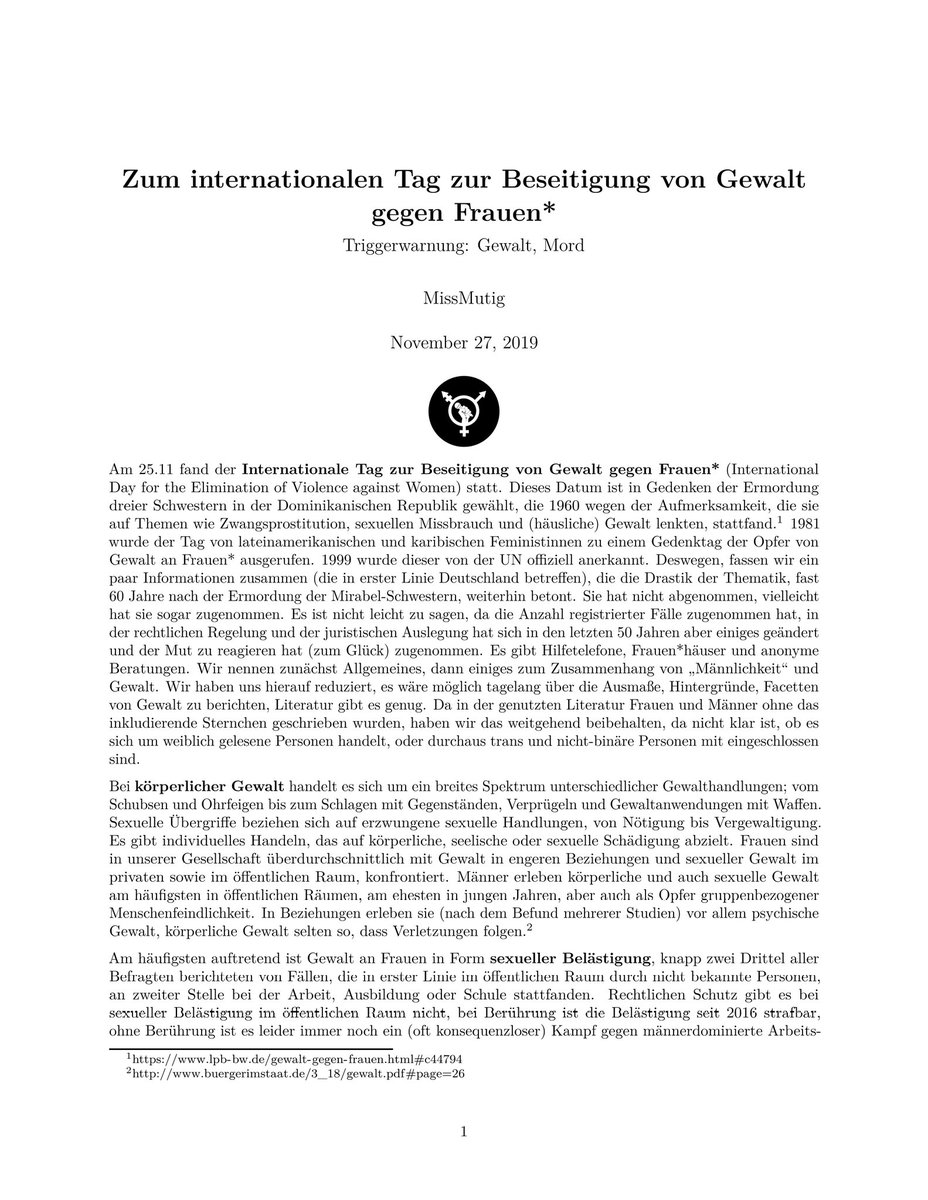 Zum internationalen Tag zur Beseitigung von Gewalt
gegen Frauen*
Triggerwarnung: Gewalt, Mord
MissMutig
November 27, 2019
Am 25.11 fand der Internationale Tag zur Beseitigung von Gewalt gegen Frauen* (International
Day for the Elimination of Violence against Women) statt. Dieses Datum ist in Gedenken der Ermordung
dreier Schwestern in der Dominikanischen Republik gewählt, die 1960 wegen der Aufmerksamkeit, die sie
auf Themen wie Zwangsprostitution, sexuellen Missbrauch und (häusliche) Gewalt lenkten, stattfand.1 1981
wurde der Tag von lateinamerikanischen und karibischen Feministinnen zu einem Gedenktag der Opfer von
Gewalt an Frauen* ausgerufen. 1999 wurde dieser von der UN offiziell anerkannt. Deswegen, fassen wir ein
paar Informationen zusammen (die in erster Linie Deutschland betreffen), die die Drastik der Thematik, fast
60 Jahre nach der Ermordung der Mirabel-Schwestern, weiterhin betont. Sie hat nicht abgenommen, vielleicht
hat sie sogar zugenommen. Es ist nicht leicht zu sagen, da die Anzahl registrierter Fälle zugenommen hat, in
der rechtlichen Regelung und der juristischen Auslegung hat sich in den letzten 50 Jahren aber einiges geändert
und der Mut zu reagieren hat (zum Glück) zugenommen. Es gibt Hilfetelefone, Frauen*häuser und anonyme
Beratungen. Wir nennen zunächst Allgemeines, dann einiges zum Zusammenhang von „Männlichkeit“ und
Gewalt. Wir haben uns hierauf reduziert, es wäre möglich tagelang über die Ausmaße, Hintergründe, Facetten
von Gewalt zu berichten, Literatur gibt es genug. Da in der genutzten Literatur Frauen und Männer ohne das
inkludierende Sternchen geschrieben wurden, haben wir das weitgehend beibehalten, da nicht klar ist, ob es
sich um weiblich gelesene Personen handelt, oder durchaus trans und nicht-binäre Personen mit eingeschlossen
sind.
Bei körperlicher Gewalt handelt es sich um ein breites Spektrum unterschiedlicher Gewalthandlungen; vom
Schubsen und Ohrfeigen bis zum Schlagen mit Gegenständen, Verprügeln und Gewaltanwendungen mit Waffen.
Sexuelle Übergriffe beziehen sich auf erzwungene sexuelle Handlungen, von Nötigung bis Vergewaltigung.
Es gibt individuelles Handeln, das auf körperliche, seelische oder sexuelle Schädigung abzielt. Frauen sind
in unserer Gesellschaft überdurchschnittlich mit Gewalt in engeren Beziehungen und sexueller Gewalt im
privaten sowie im öffentlichen Raum, konfrontiert. Männer erleben körperliche und auch sexuelle Gewalt
am häufigsten in öffentlichen Räumen, am ehesten in jungen Jahren, aber auch als Opfer gruppenbezogener
Menschenfeindlichkeit. In Beziehungen erleben sie (nach dem Befund mehrerer Studien) vor allem psychische
Gewalt, körperliche Gewalt selten so, dass Verletzungen folgen.2
Am häufigsten auftretend ist Gewalt an Frauen in Form sexueller Belästigung, knapp zwei Drittel aller
Befragten berichteten von Fällen, die in erster Linie im öffentlichen Raum durch nicht bekannte Personen,
an zweiter Stelle bei der Arbeit, Ausbildung oder Schule stattfanden. Rechtlichen Schutz gibt es bei
sexueller Belästigung im öffentlichen Raum nicht, bei Berührung ist die Belästigung seit 2016 strafbar,
ohne Berührung ist es leider immer noch ein (oft konsequenzloser) Kampf gegen männerdominierte Arbeits-
1https://www.lpb-bw.de/gewalt-gegen-frauen.html#c44794
2http://www.buergerimstaat.de/3_18/gewalt.pdf#page=26
1